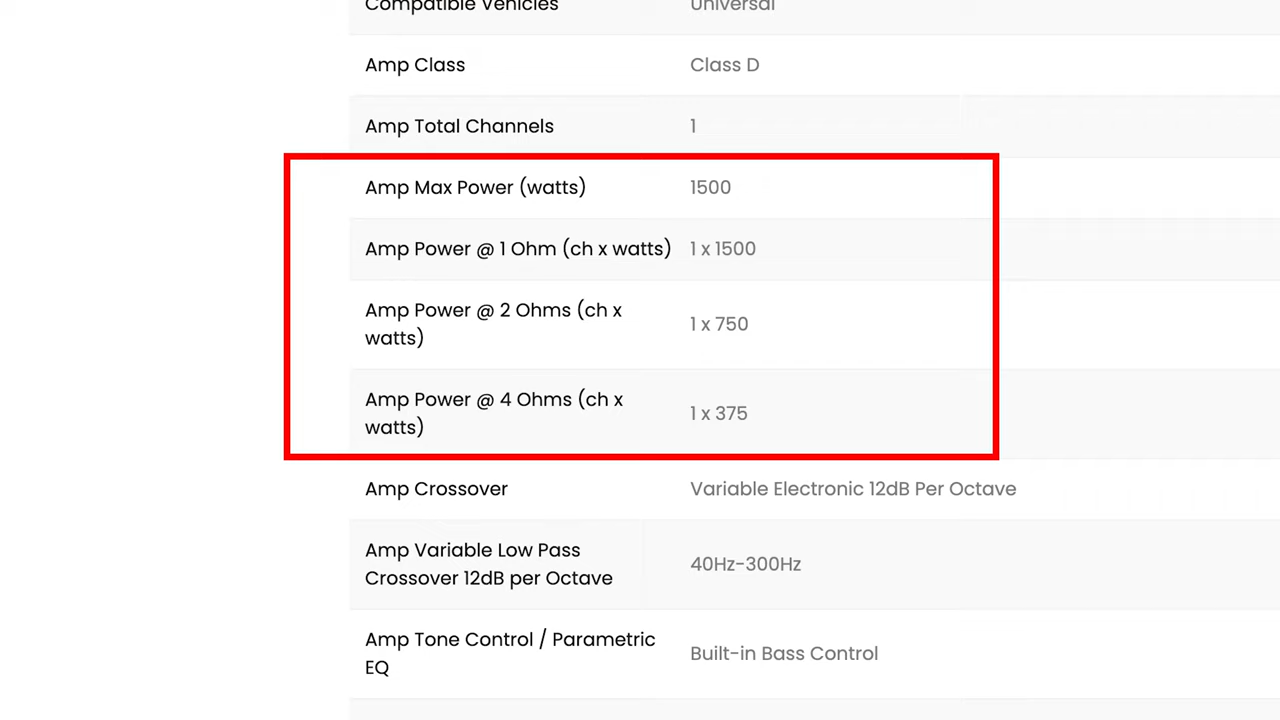 Compatible Vehicles Universal
Amp Class Class D
Amp Total Channels 1
Amp Max Power (watts) 1500
Amp Power @ 1 Ohm (ch x watts) 1 x 1500
Amp Power @ 2 Ohms (ch x
watts) 1 x 750
Amp Power @ 4 Ohms (ch x
watts) 1 x 375
Amp Crossover Variable Electronic 12dB Per Octave
Amp Variable Low Pass
Crossover 12dB per Octave 40Hz-300Hz
Amp Tone Control / Parametric
EQ Built-in Bass Control